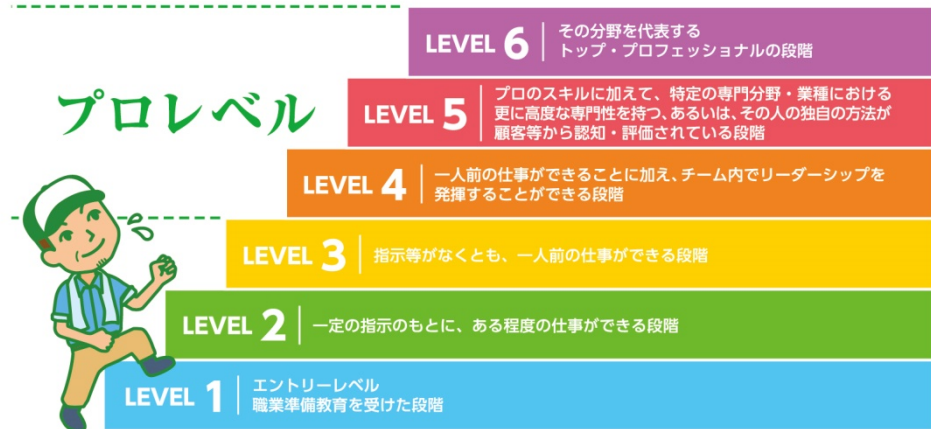 LEVEL 6
その分野を代表する
トップ・プロフェッショナルの段階
プロレベル
LEVEL 5
プロのスキルに加えて、特定の専門分野・業種における
更に高度な専門性を持つ、あるいは、その人の独自の方法が
顧客等から認知・評価されている段階
LEVEL 4
一人前の仕事ができることに加え、チーム内でリーダーシップを
発揮することができる段階
LEVEL 3
指示等がなくとも、一人前の仕事ができる段階
LEVEL 2
一定の指示のもとに、ある程度の仕事ができる段階
LEVEL 1
エントリーレベル
職業準備教育を受けた段階